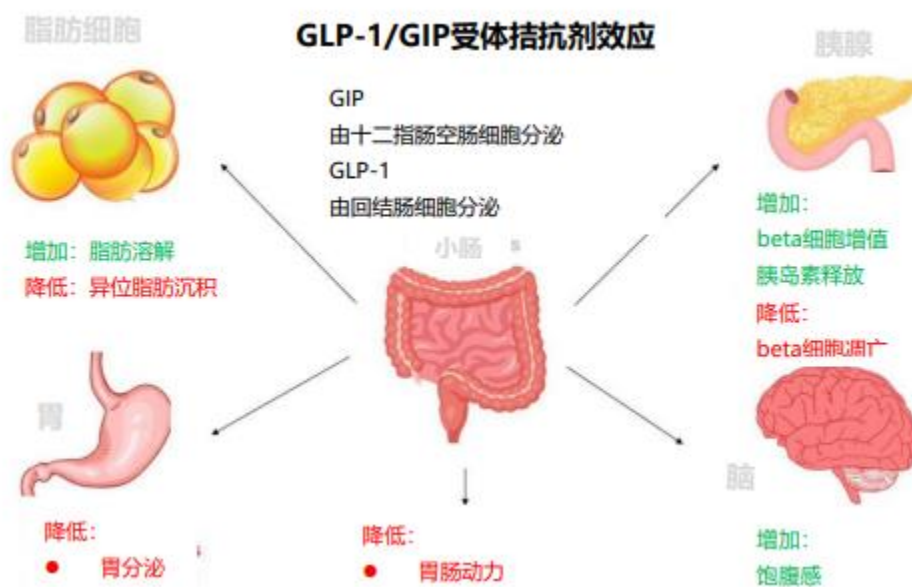 脂肪细胞
GLP-1/GIP受体拮抗剂效应
胰腺
GIP
由十二指肠空肠细胞分泌
GLP-1
由回结肠细胞分泌
小肠 s
增加：脂肪溶解
降低：异位脂肪沉积
增加：
beta细胞增值
胰岛素释放
降低：
beta细胞凋亡
胃
脑
降低：
● 胃分泌
降低：
● 胃肠动力
增加：
饱腹感